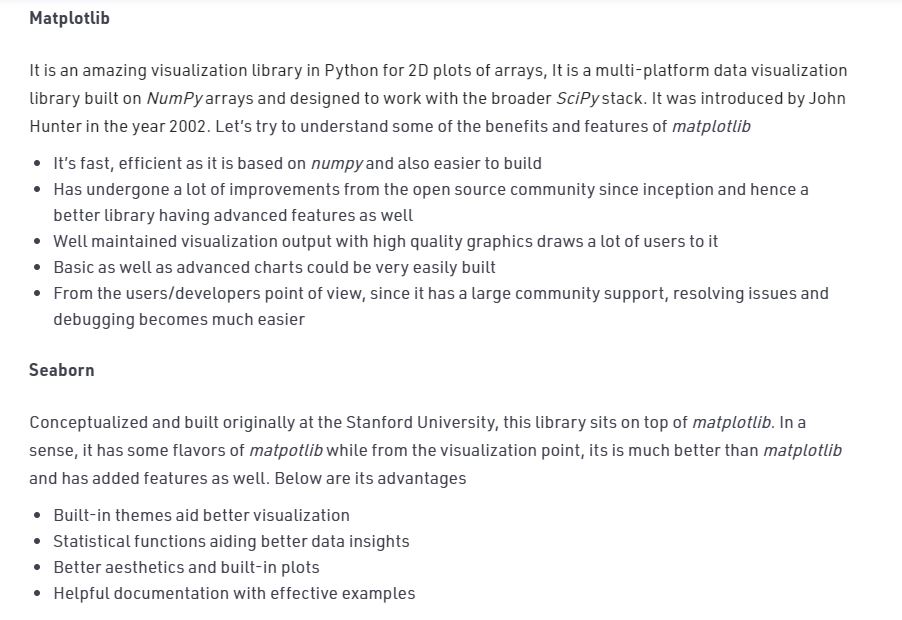 Matplotlib
It is an amazing visualization library in Python for 2D plots of arrays, It is a multi-platform data visualization
library built on NumPy arrays and designed to work with the broader SciPy stack. It was introduced by John
Hunter in the year 2002. Let's try to understand some of the benefits and features of matplotlib
• It's fast, efficient as it is based on numpy and also easier to build
• Has undergone a lot of improvements from the open source community since inception and hence a
better library having advanced features as well
• Well maintained visualization output with high quality graphics draws a lot of users to it
• Basic as well as advanced charts could be very easily built
• From the users/developers point of view, since it has a large community support, resolving issues and
debugging becomes much easier
Seaborn
Conceptualized and built originally at the Stanford University, this library sits on top of matplotlib. In a
sense, it has some flavors of matpotlib while from the visualization point, its is much better than matplotlib
and has added features as well. Below are its advantages
• Built-in themes aid better visualization
• Statistical functions aiding better data insights
• Better aesthetics and built-in plots
• Helpful documentation with effective examples